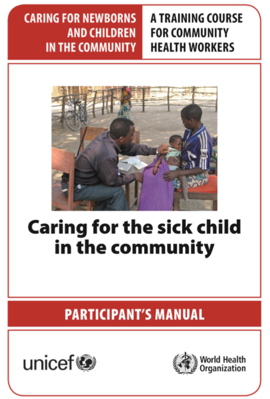 CARING FOR NEWBORNS
AND CHILDREN
IN THE COMMUNITY
A TRAINING COURSE
FOR COMMUNITY
HEALTH WORKERS
Caring for the sick child
in the community
PARTICIPANT'S MANUAL
unicef
World Health
Organization